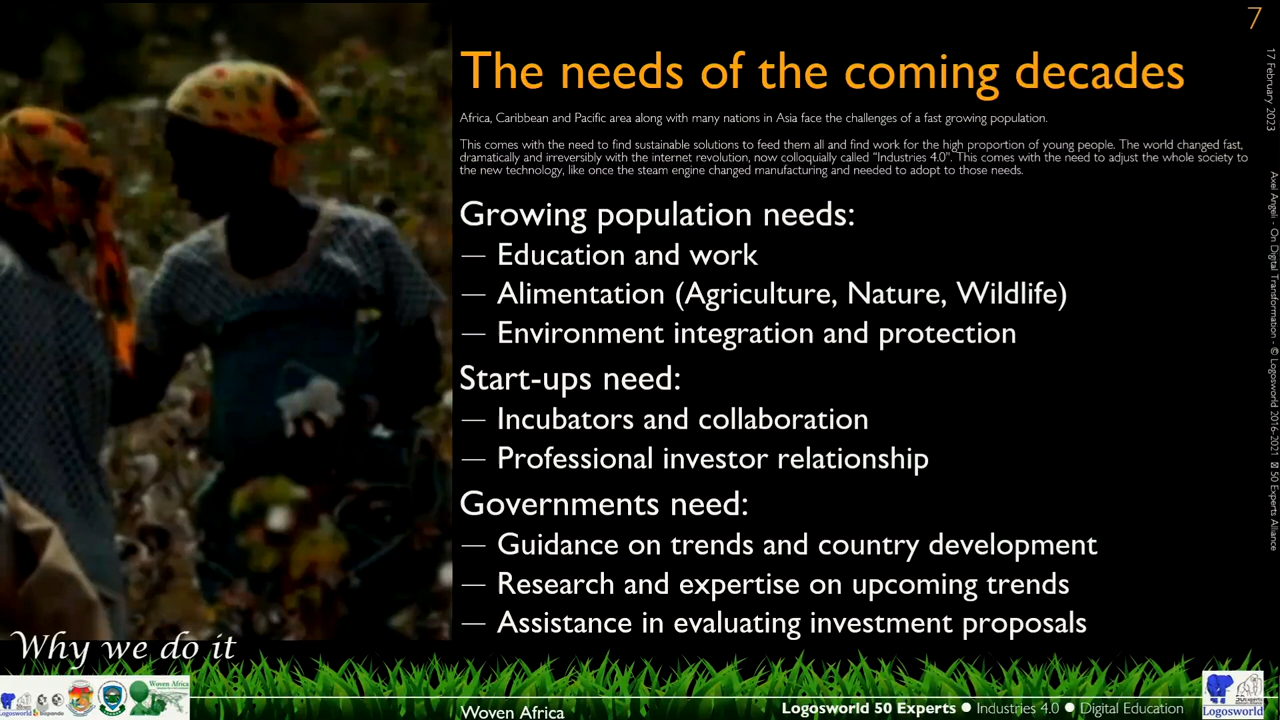 7
The needs of the coming decades
Africa, Caribbean and Pacific area along with many nations in Asia face the challenges of a fast growing population.
This comes with the need to find sustainable solutions to feed them all and find work for the high proportion of young people. The world changed fast,
dramatically and irreversibly with the internet revolution, now colloquially called "Industries 4.0". This comes with the need to adjust the whole society to
the new technology, like once the steam engine changed manufacturing and needed to adopt to those needs.
Growing population needs:
— Education and work
— Alimentation (Agriculture, Nature, Wildlife)
— Environment integration and protection
Start-ups need:
— Incubators and collaboration
— Professional investor relationship
Governments need:
— Guidance on trends and country development
— Research and expertise on upcoming trends
— Assistance in evaluating investment proposals
17 February 2023
Axel Angeli - On Digital Transformation - © Logosworld 2016-2021 50 Experts Alliance
Why we do it
Woven Africa
Logosworld
Woven Africa
Logosworld 50 Experts ● Industries 4.0 ● Digital Education
Logosworld